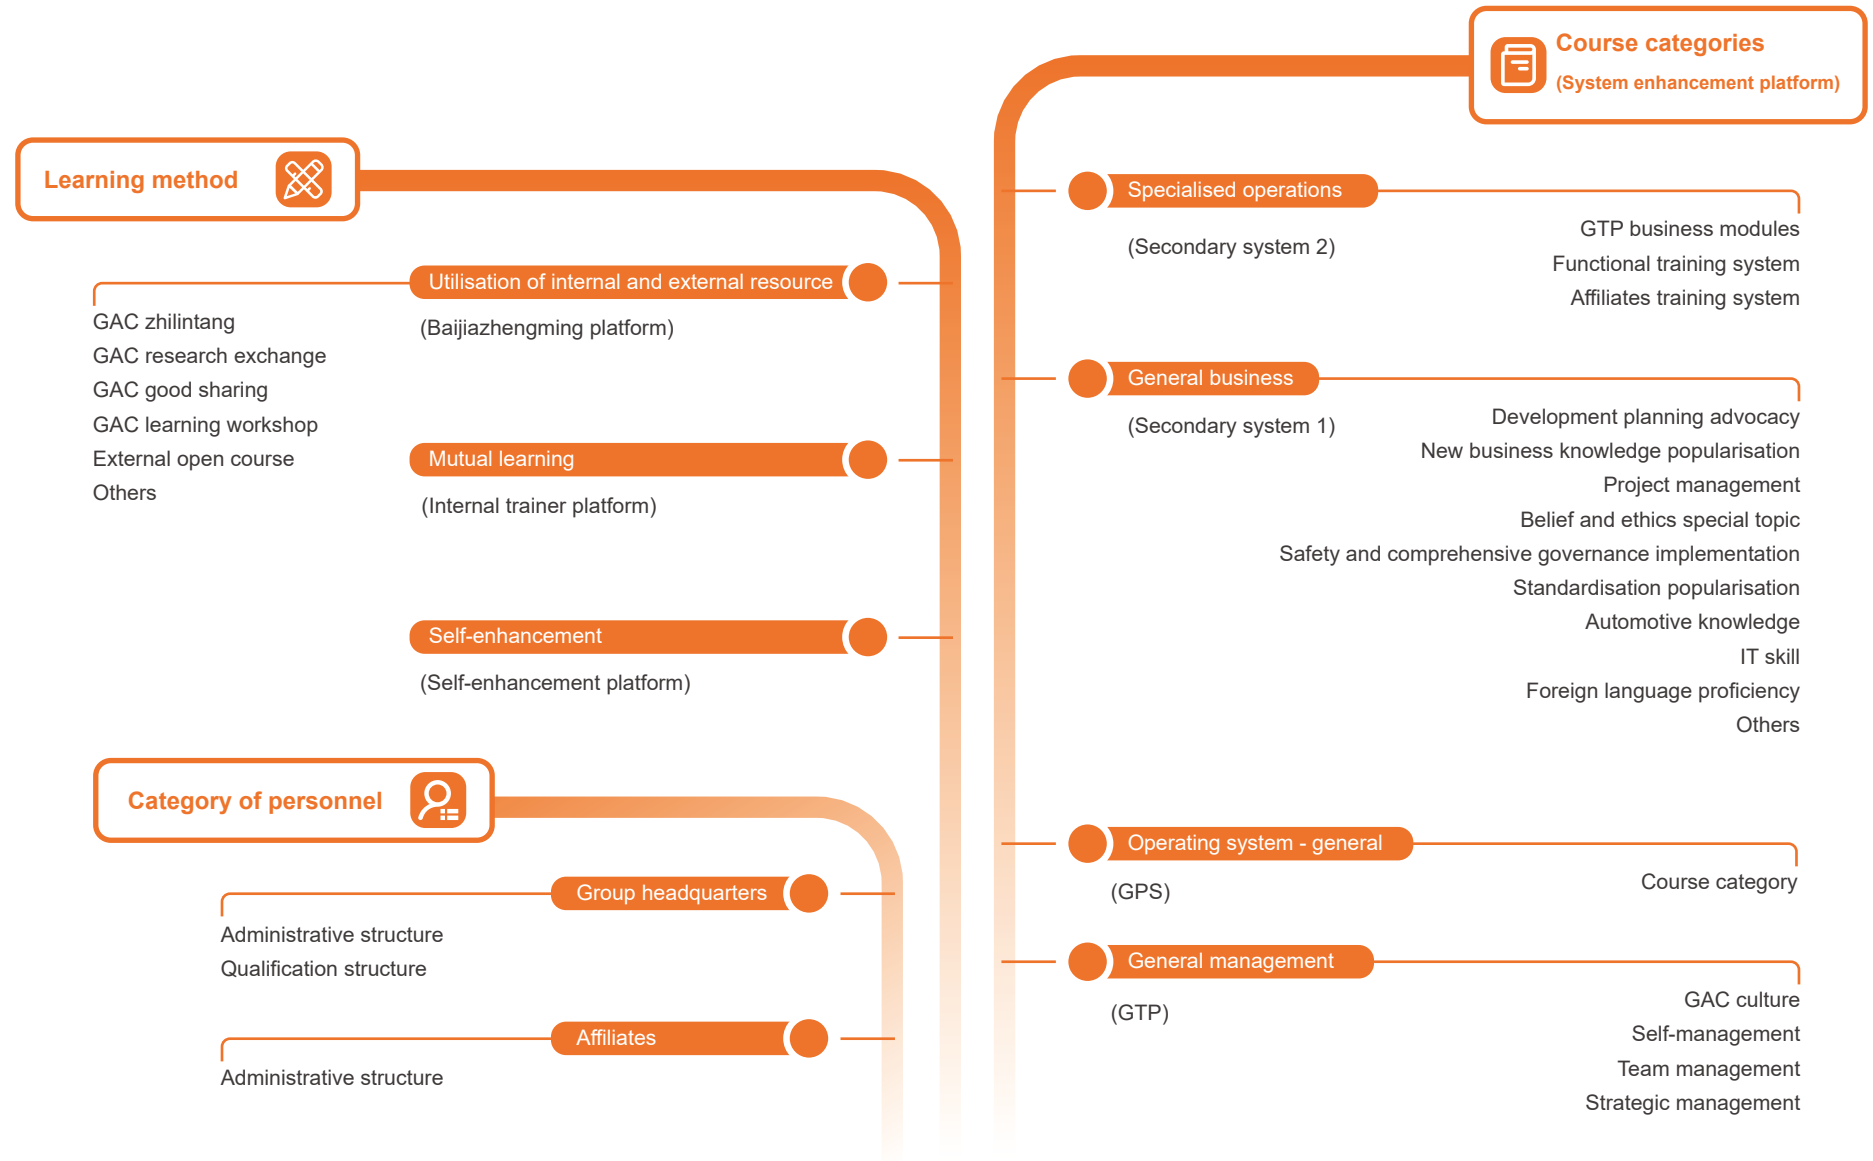 Learning method
Utilisation of internal and external resource
(Baijiazhengming platform)
GAC zhilintang
GAC research exchange
GAC good sharing
GAC learning workshop
External open course
Others
Mutual learning
(Internal trainer platform)
Self-enhancement
(Self-enhancement platform)
Category of personnel
Group headquarters
Administrative structure
Qualification structure
Affiliates
Administrative structure
Course categories
(System enhancement platform)
Specialised operations
(Secondary system 2)
GTP business modules
Functional training system
Affiliates training system
General business
(Secondary system 1)
Development planning advocacy
New business knowledge popularisation
Project management
Belief and ethics special topic
Safety and comprehensive governance implementation
Standardisation popularisation
Automotive knowledge
IT skill
Foreign language proficiency
Others
Operating system - general
(GPS)
Course category
General management
(GTP)
GAC culture
Self-management
Team management
Strategic management